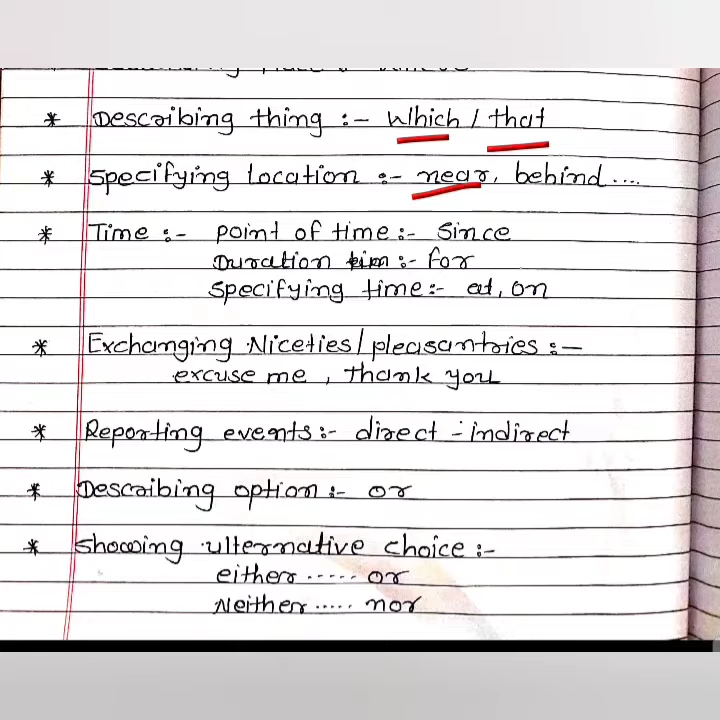 * Describing thing :- Which / that
* Specifying Location :- near, behind....
* Time :- point of time :- Since
Duration tim :- for
Specifying time :- at, on
* Exchanging Niceties / pleasantries :-
excuse me, thank you
* Reporting events :- direct - indirect
* Describing option :- or
* Showing ulternative choice :-
either ..... or
Neither ..... nor